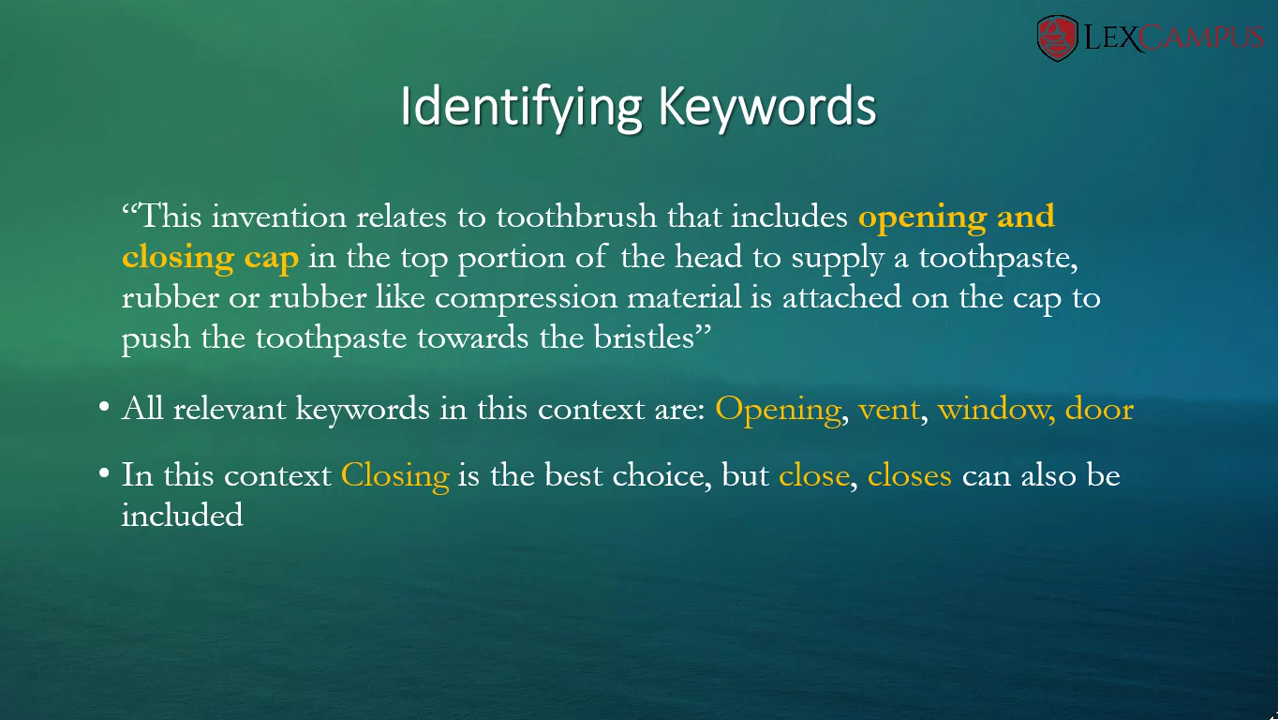 LEXCAMPUS
Identifying Keywords
“This invention relates to toothbrush that includes opening and
closing cap in the top portion of the head to supply a toothpaste,
rubber or rubber like compression material is attached on the cap to
push the toothpaste towards the bristles”
• All relevant keywords in this context are: Opening, vent, window, door
• In this context Closing is the best choice, but close, closes can also be
included